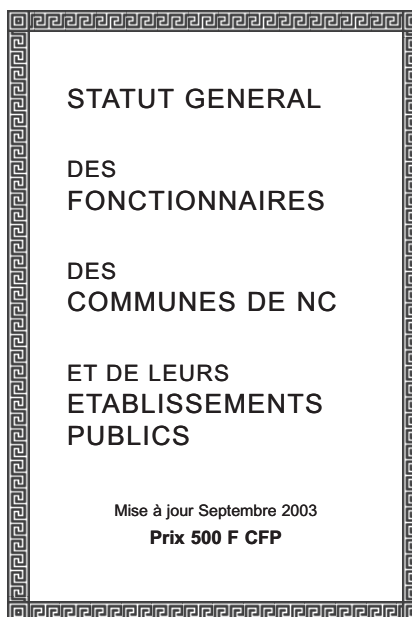 STATUT GENERAL
DES
FONCTIONNAIRES
DES
COMMUNES DE NC
ET DE LEURS
ETABLISSEMENTS
PUBLICS
Mise à jour Septembre 2003
Prix 500 F CFP